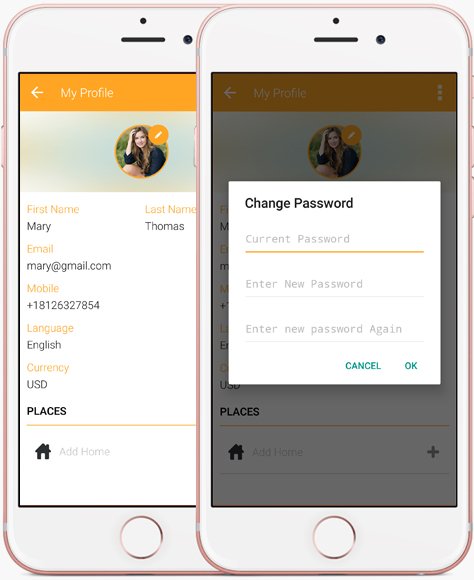 My Profile
First Name Last Name
Mary Thomas
Email
mary@gmail.com
Mobile
+18126327854
Language
English
Currency
USD
PLACES
Add Home
My Profile
Change Password
Current Password
Enter New Password
Enter new password Again
CANCEL OK
USD
PLACES
Add Home